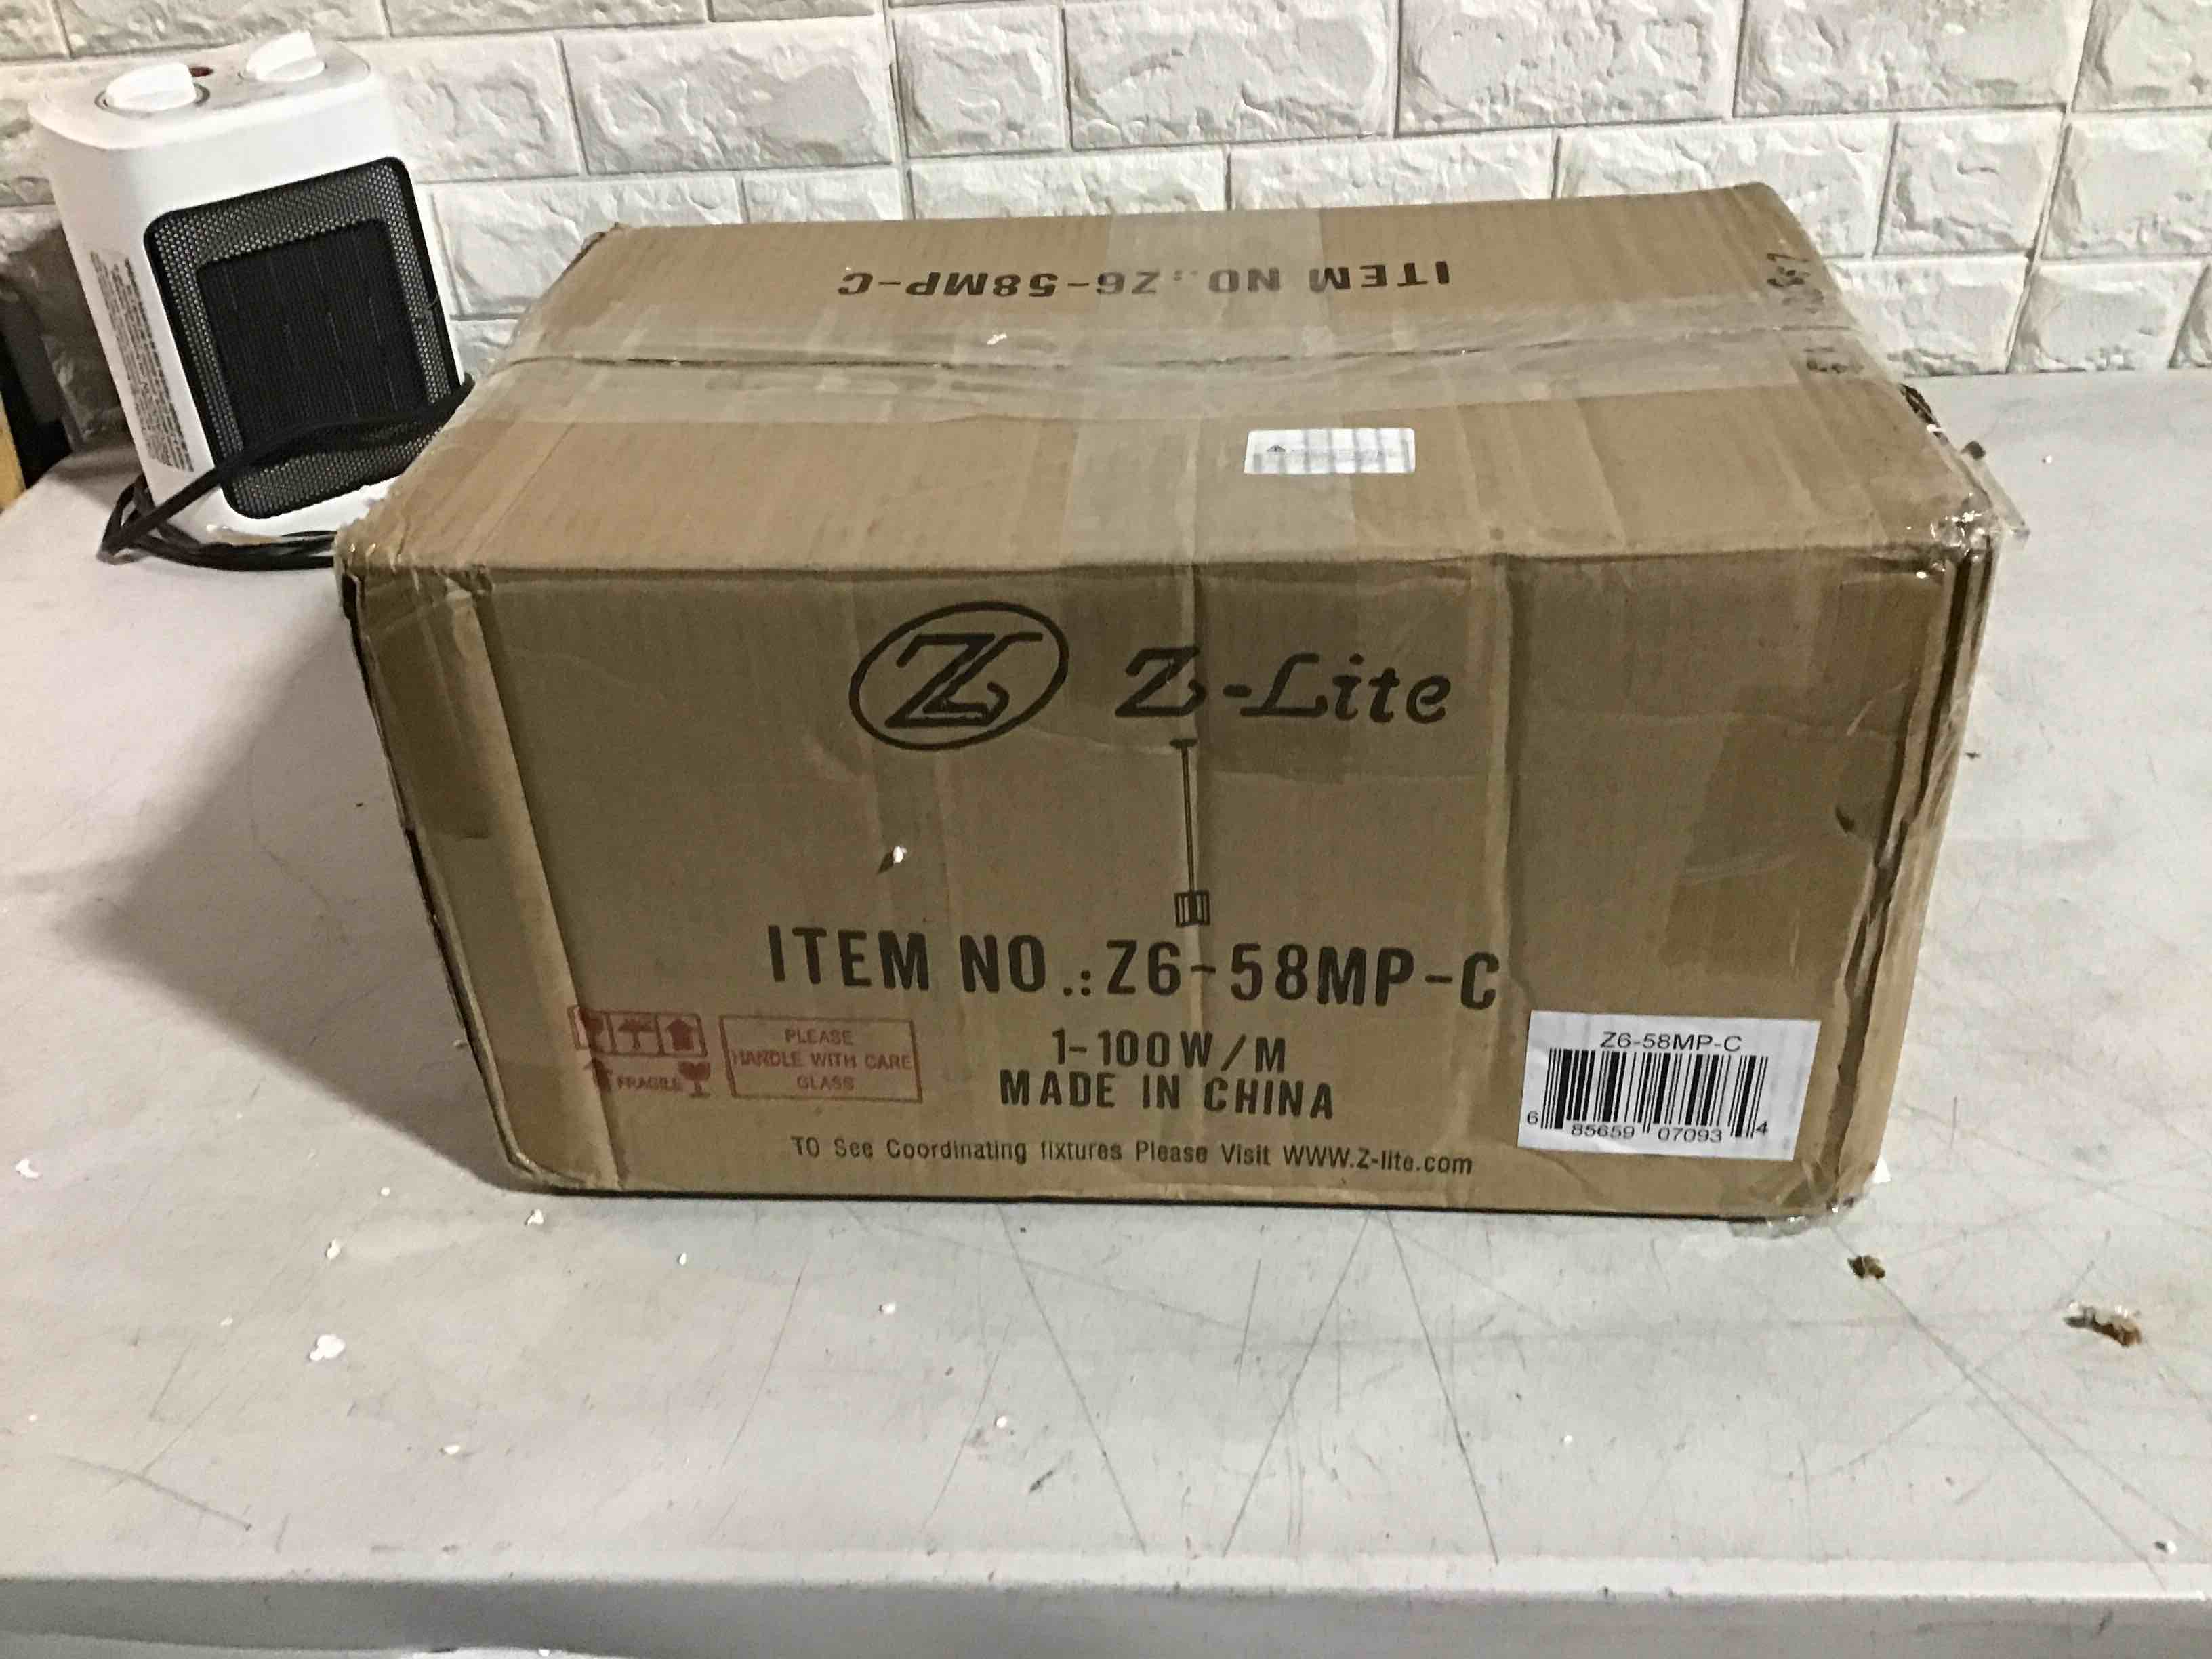 ITEM NO.:Z6-58MP-C
Z-Lite
ITEM NO.:Z6-58MP-C
1-100W/M
MADE IN CHINA
PLEASE
HANDLE WITH CARE
GLASS
FRAGILE
Z6-58MP-C
6 85659 07093 4
TO See Coordinating fixtures Please Visit WWW.Z-lite.com